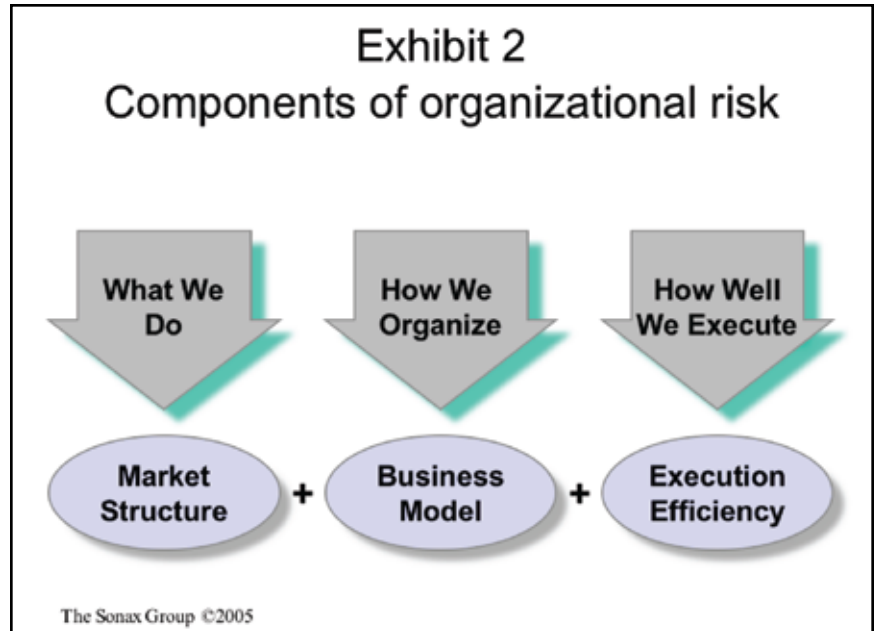 Exhibit 2
Components of organizational risk
What We
Do
How We
Organize
How Well
We Execute
Market
Structure
+
Business
Model
+
Execution
Efficiency
The Sonax Group ©2005